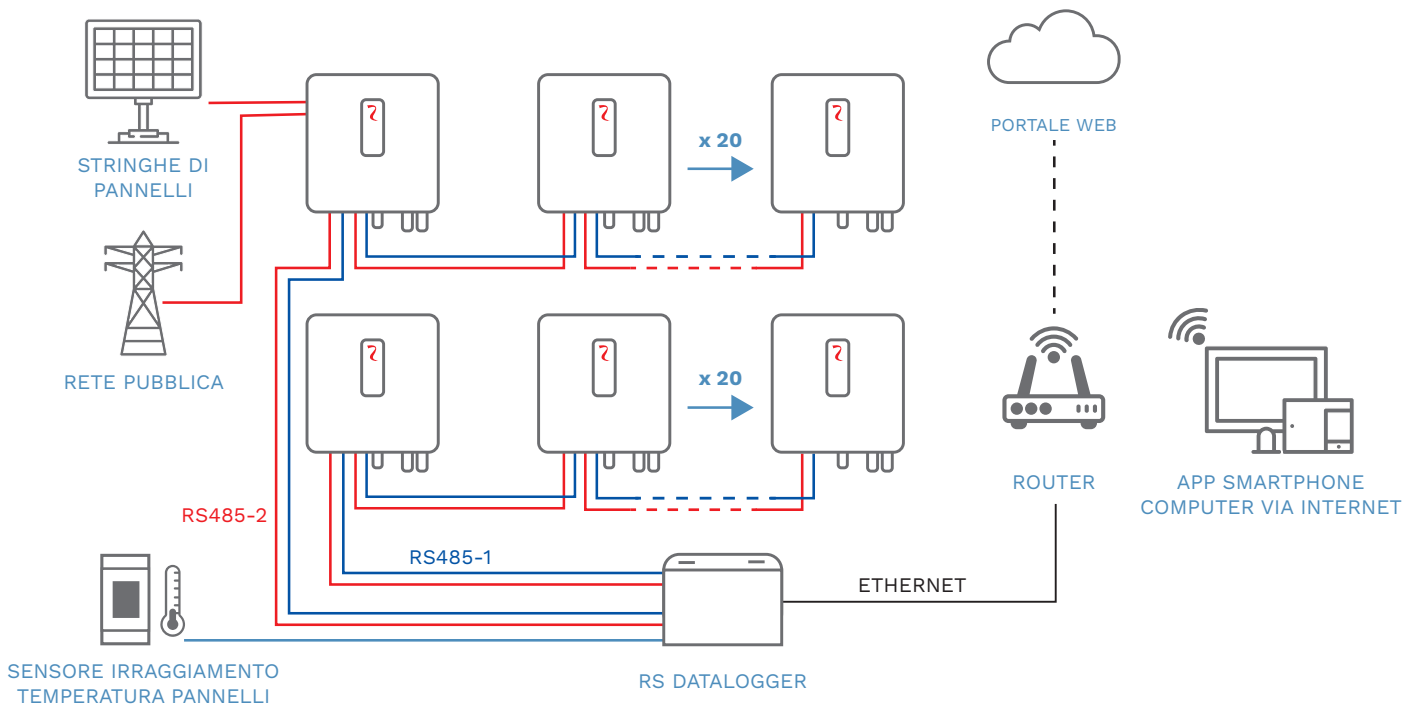 STRINGHE DI
PANNELLI
x 20
PORTALE WEB
RETE PUBBLICA
x 20
ROUTER
APP SMARTPHONE
COMPUTER VIA INTERNET
RS485-2
RS485-1
ETHERNET
SENSORE IRRAGGIAMENTO
TEMPERATURA PANNELLI
RS DATALOGGER